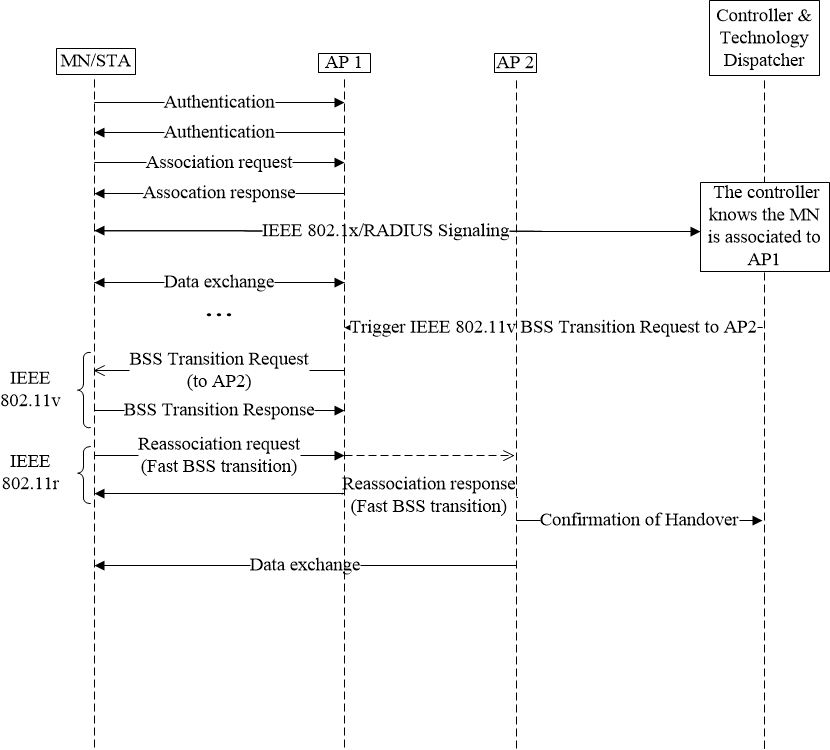 Controller &
Technology
Dispatcher
MN/STA
AP 1
AP 2
Authentication
Authentication
Association request
Assocation response
The controller
knows the MN
is associated to
AP1
IEEE 802.1x/RADIUS Signaling
Data exchange
...
Trigger IEEE 802.11v BSS Transition Request to AP2
IEEE
802.11v
BSS Transition Request
(to AP2)
BSS Transition Response
IEEE
802.11r
Reassociation request
(Fast BSS transition)
Reassociation response
(Fast BSS transition)
Confirmation of Handover
Data exchange